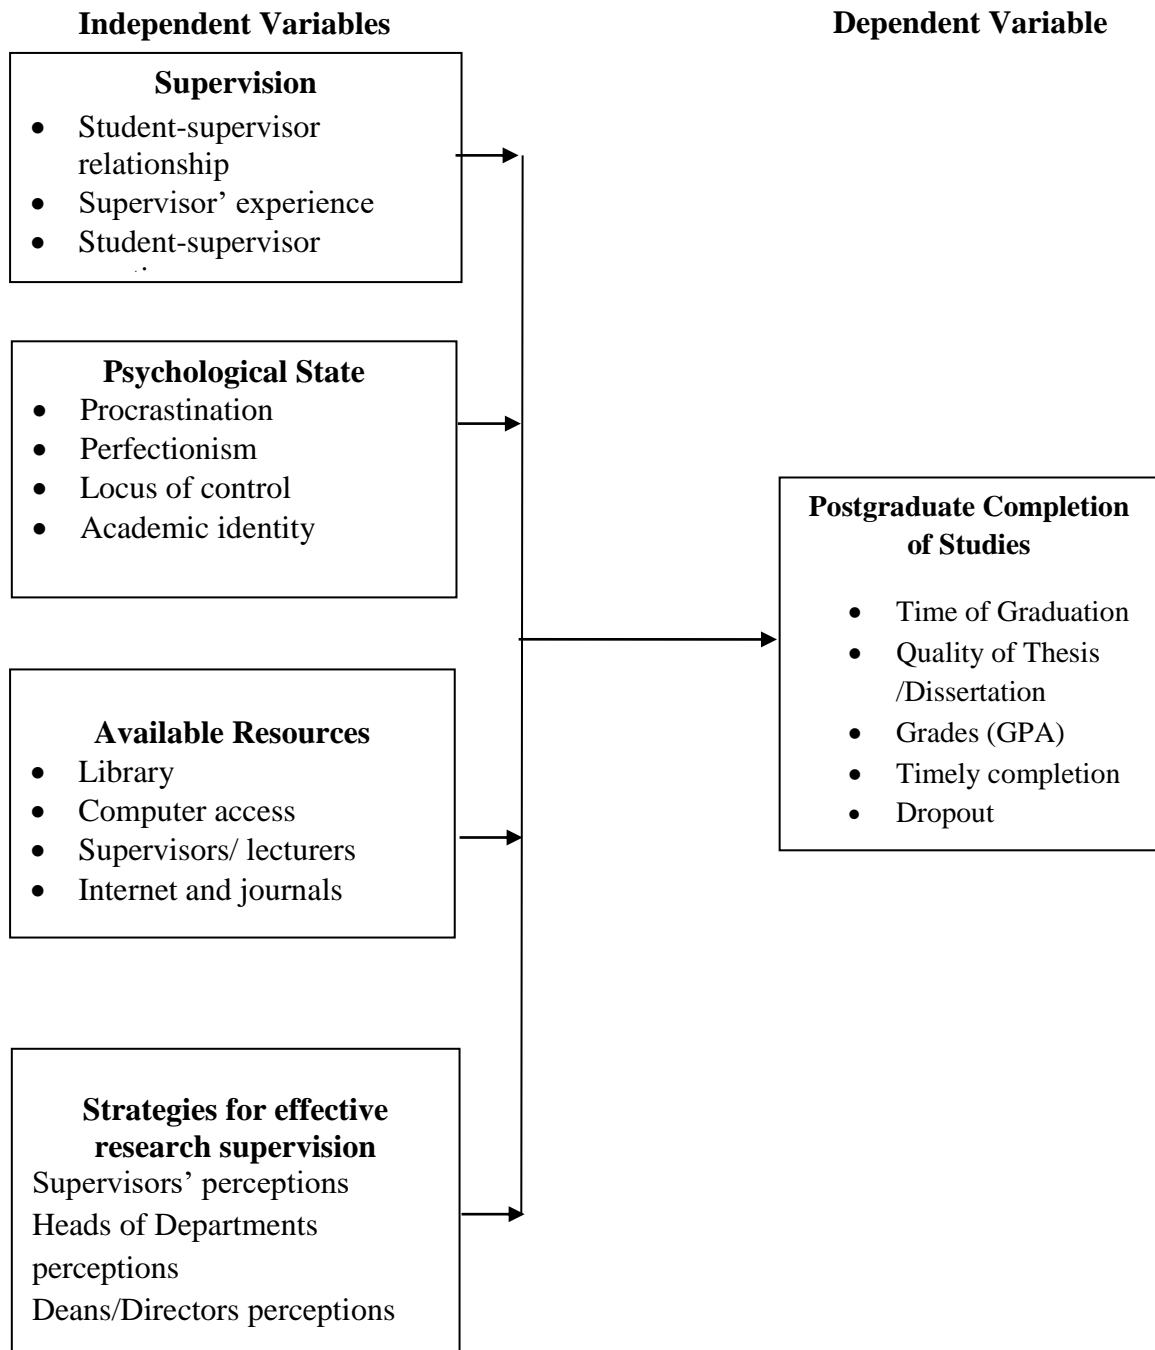 Independent Variables
Dependent Variable
Supervision
• Student-supervisor
relationship
• Supervisor’ experience
• Student-supervisor
Psychological State
• Procrastination
• Perfectionism
• Locus of control
• Academic identity
Available Resources
• Library
• Computer access
• Supervisors/ lecturers
• Internet and journals
Strategies for effective
research supervision
Supervisors’ perceptions
Heads of Departments
perceptions
Deans/Directors perceptions
Postgraduate Completion
of Studies
• Time of Graduation
• Quality of Thesis
/Dissertation
• Grades (GPA)
• Timely completion
• Dropout